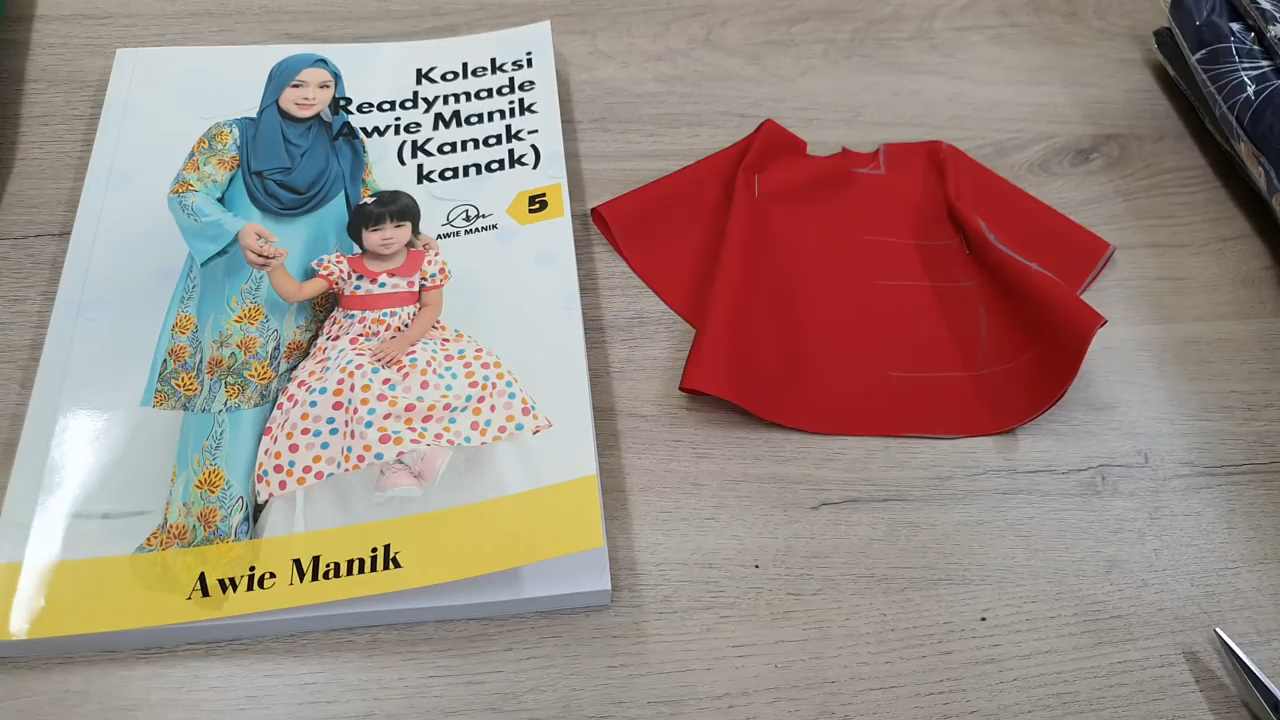 Koleksi
Readymade
Awie Manik
(Kanak-
kanak)
5
AWIE MANIK
Awie Manik